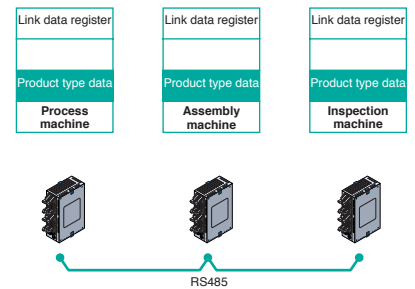 Link data register
Link data register
Link data register
Product type data
Product type data
Product type data
Process
machine
Assembly
machine
Inspection
machine
RS485